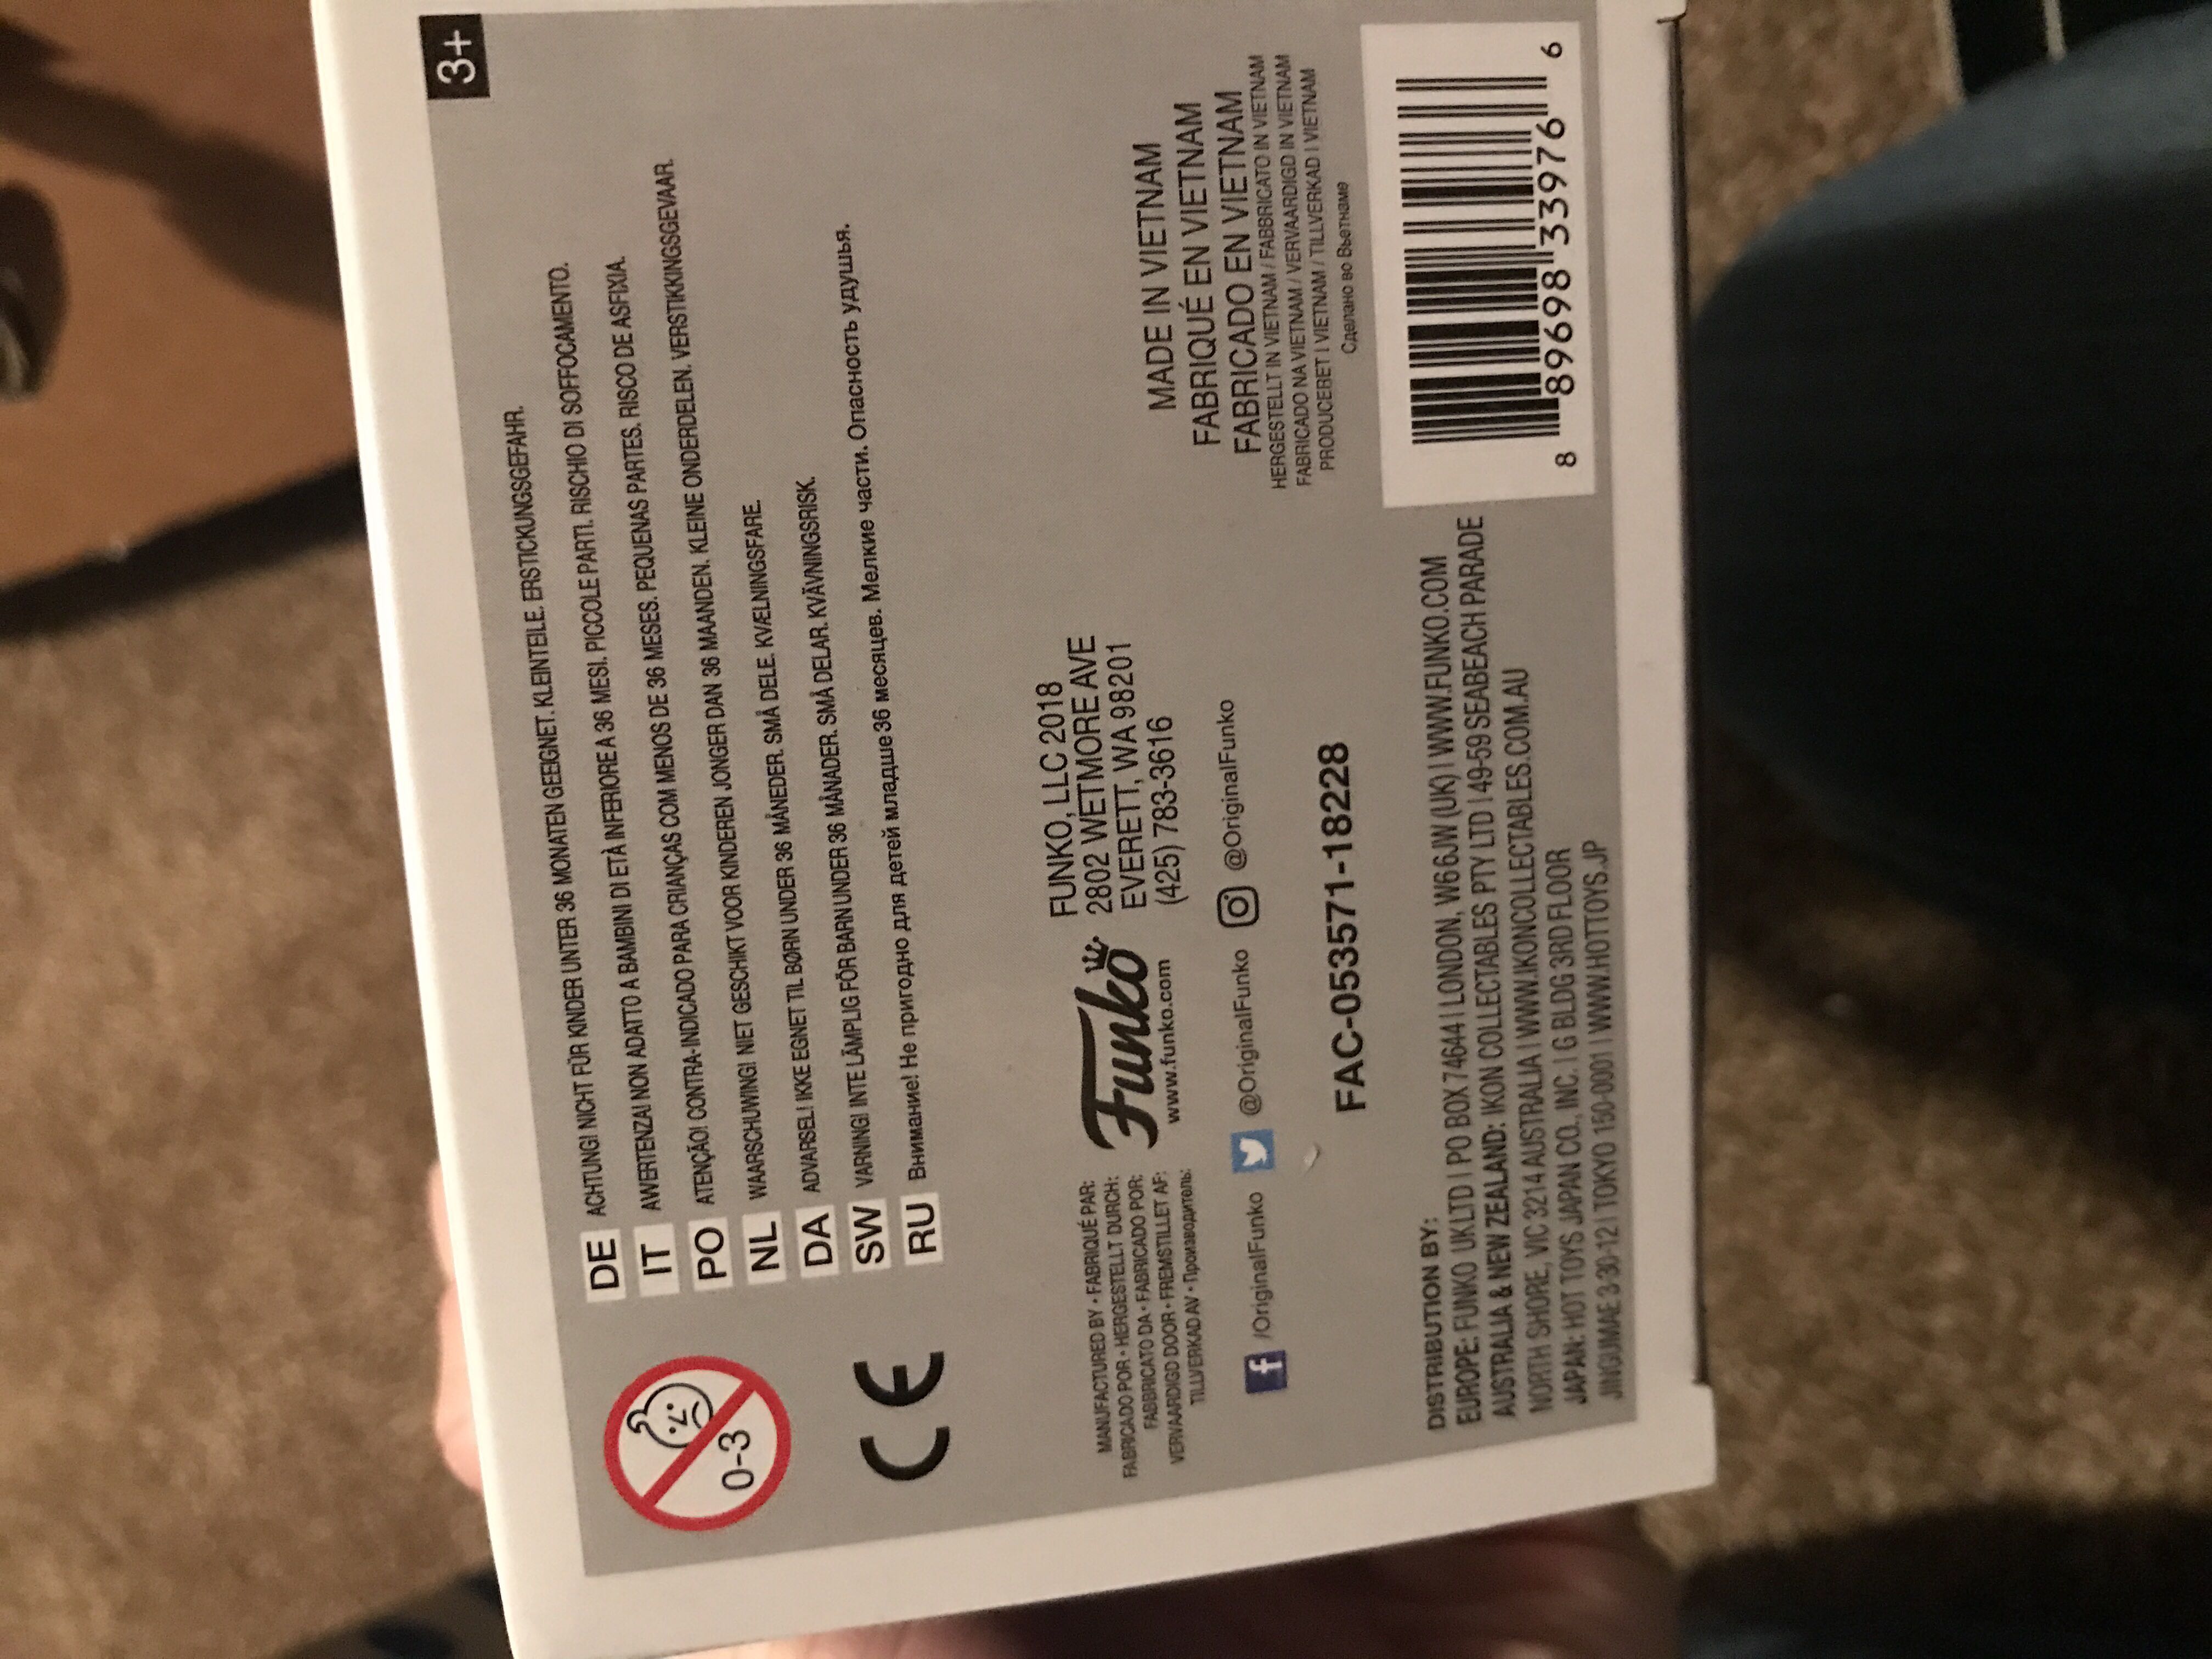 3+
DE ACHTUNG! NICHT FÜR KINDER UNTER 36 MONATEN GEEIGNET. KLEINTEILE. ERSTICKUNGSGEFAHR.
IT AWERTENZA! NON ADATTO A BAMBINI DI ETÀ INFERIORE A 36 MESI. PICCOLE PARTI. RISCHIO DI SOFFOCAMENTO.
PO ATENÇÃO! CONTRA-INDICADO PARA CRIANÇAS COM MENOS DE 36 MESES. PEQUENAS PARTES. RISCO DE ASFIXIA.
NL WAARSCHUWING! NIET GESCHIKT VOOR KINDEREN JONGER DAN 36 MAANDEN. KLEINE ONDERDELEN. VERSTIKKINGSGEVAAR.
DA ADVARSEL! IKKE EGNET TIL BØRN UNDER 36 MÅNEDER. SMÅ DELE. KVÆLNINGSFARE.
SW VARNING! INTE LÄMPLIG FÖR BARN UNDER 36 MÅNADER. SMÅ DELAR. KVÄVNINGSRISK.
RU Внимание! Не пригодно для детей младше 36 месяцев. Мелкие части. Опасность удушья.
0-3
CE
MANUFACTURED BY • FABRIQUÉ PAR:
FABRICADO POR • HERGESTELLT DURCH:
FABBRICATO DA • FABRICADO POR:
VERVAARDIGD DOOR • FREMSTILLET AF:
TILLVERKAD AV • Производитель:
Funko
www.funko.com
FUNKO, LLC 2018
2802 WETMORE AVE
EVERETT, WA 98201
(425) 783-3616
/OriginalFunko @OriginalFunko @OriginalFunko
FAC-053571-18228
MADE IN VIETNAM
FABRIQUÉ EN VIETNAM
FABRICADO EN VIETNAM
HERGESTELLT IN VIETNAM / FABBRICATO IN VIETNAM
FABRICADO NA VIETNAM / VERVAARDIGD IN VIETNAM
PRODUCERET I VIETNAM / TILLVERKAD I VIETNAM
Сделано во Вьетнаме
DISTRIBUTION BY:
EUROPE: FUNKO UK LTD | PO BOX 74644 | LONDON, W6 6JW (UK) | WWW.FUNKO.COM
AUSTRALIA & NEW ZEALAND: IKON COLLECTABLES PTY LTD | 49-59 SEABEACH PARADE
NORTH SHORE, VIC 3214 AUSTRALIA | WWW.IKONCOLLECTABLES.COM.AU
JAPAN: HOT TOYS JAPAN CO., INC. | G BLDG 3RD FLOOR
JINGUMAE 3-30-12 | TOKYO 150-0001 | WWW.HOTTOYS.JP
8 89698 33976 6